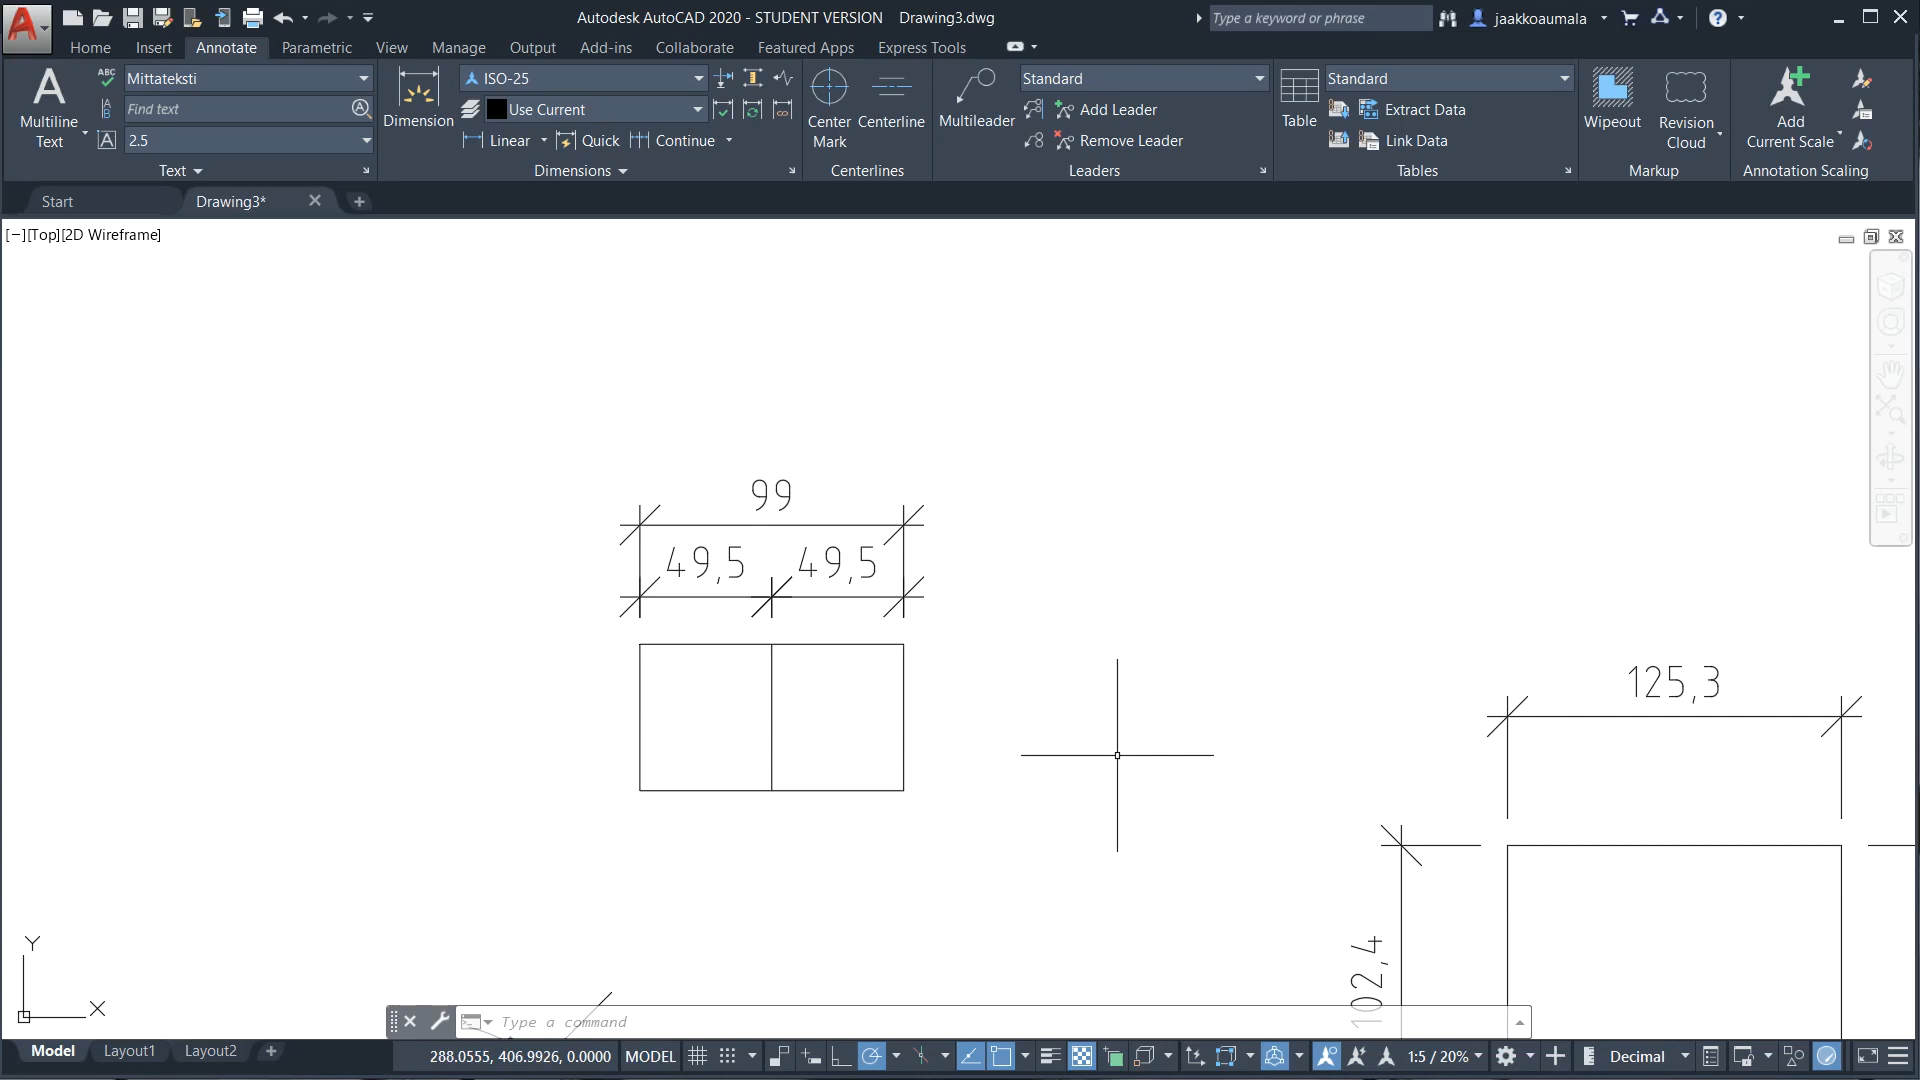 Autodesk AutoCAD 2020 - STUDENT VERSION Drawing3.dwg
Type a keyword or phrase
jaakkoaumala
Home Insert Annotate Parametric View Manage Output Add-ins Collaborate Featured Apps Express Tools
Multiline
Text
ABC
Mittateksti
Find text
2.5
Text
Dimension
ISO-25
Use Current
Linear Quick Continue
Dimensions
Center
Mark
Centerline
Centerlines
Multileader
Standard
Add Leader
Remove Leader
Leaders
Table
Standard
Extract Data
Link Data
Tables
Wipeout
Revision
Cloud
Markup
Add
Current Scale
Annotation Scaling
Start
Drawing3*
[−][Top][2D Wireframe]
99
49,5 49,5
125,3
102,4
Y
X
Type a command
Model Layout1 Layout2
288.0555, 406.9926, 0.0000 MODEL
1:5 / 20%
Decimal